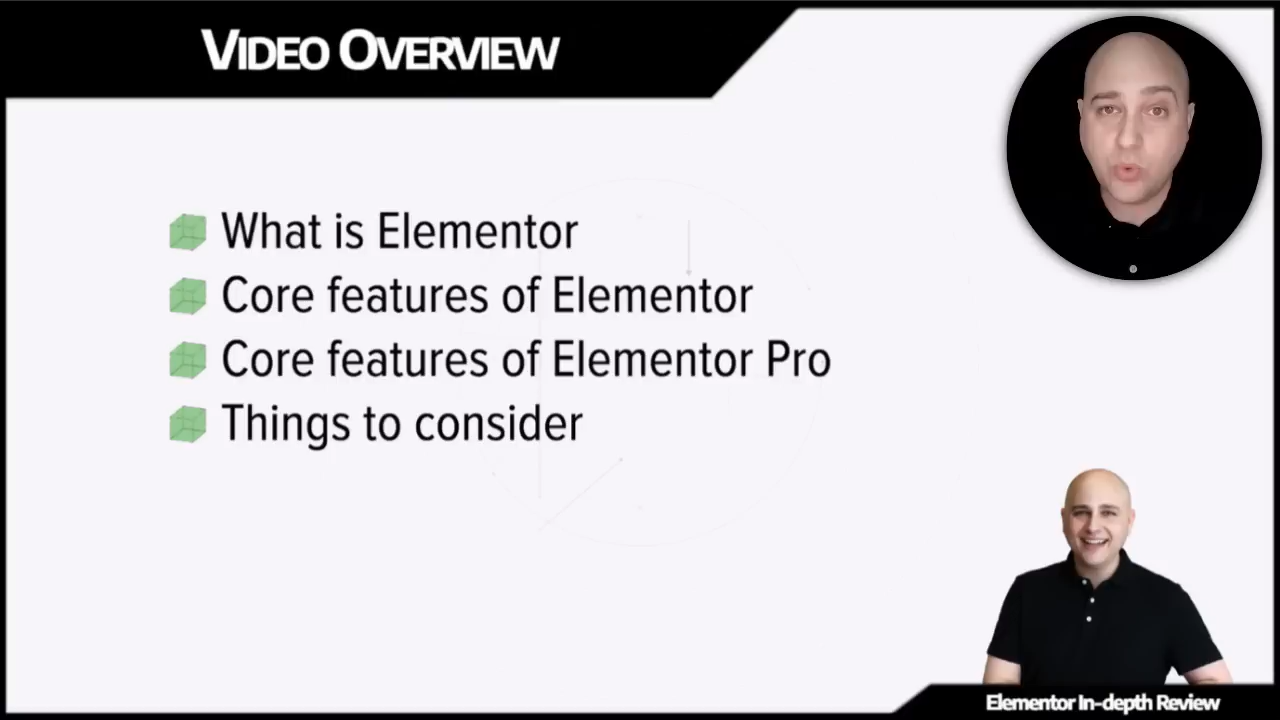 VIDEO OVERVIEW
What is Elementor
Core features of Elementor
Core features of Elementor Pro
Things to consider
Elementor In-depth Review